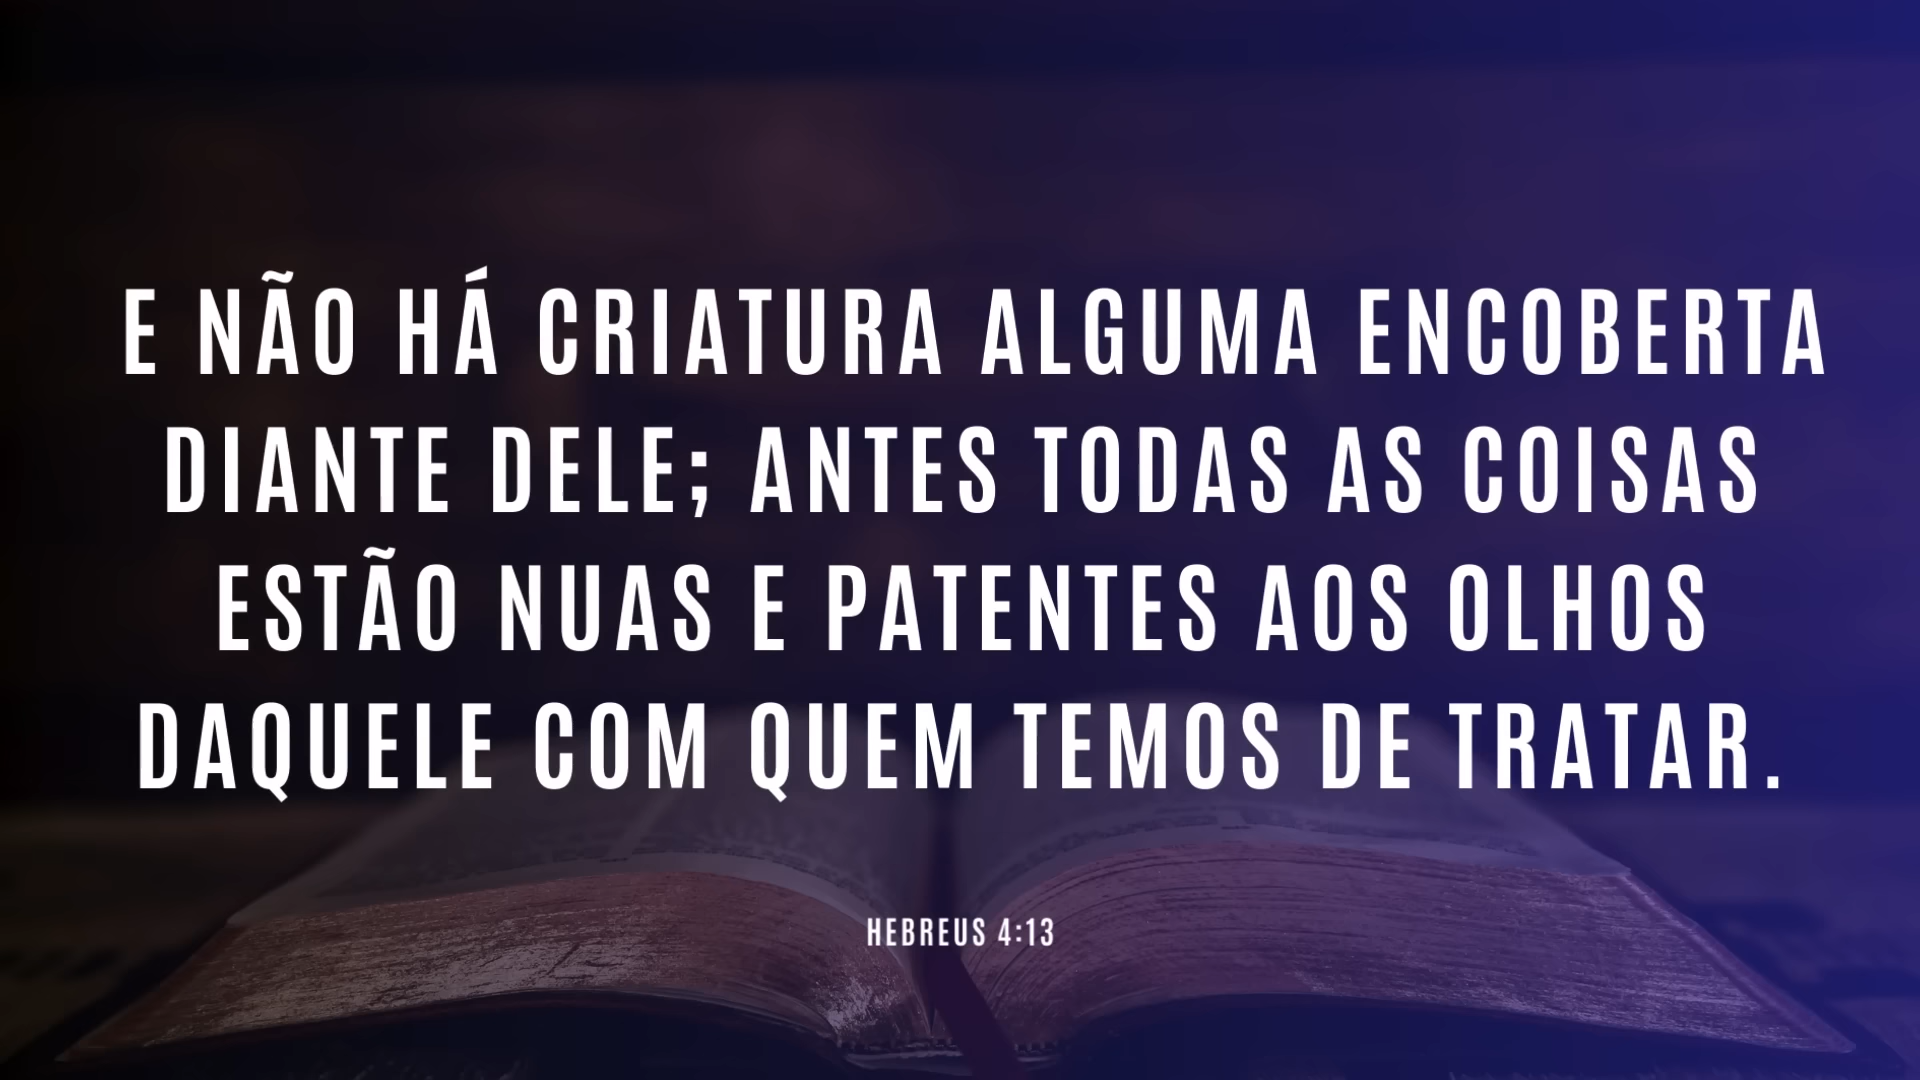 E NÃO HÁ CRIATURA ALGUMA ENCOBERTA
DIANTE DELE; ANTES TODAS AS COISAS
ESTÃO NUAS E PATENTES AOS OLHOS
DAQUELE COM QUEM TEMOS DE TRATAR.
HEBREUS 4:13